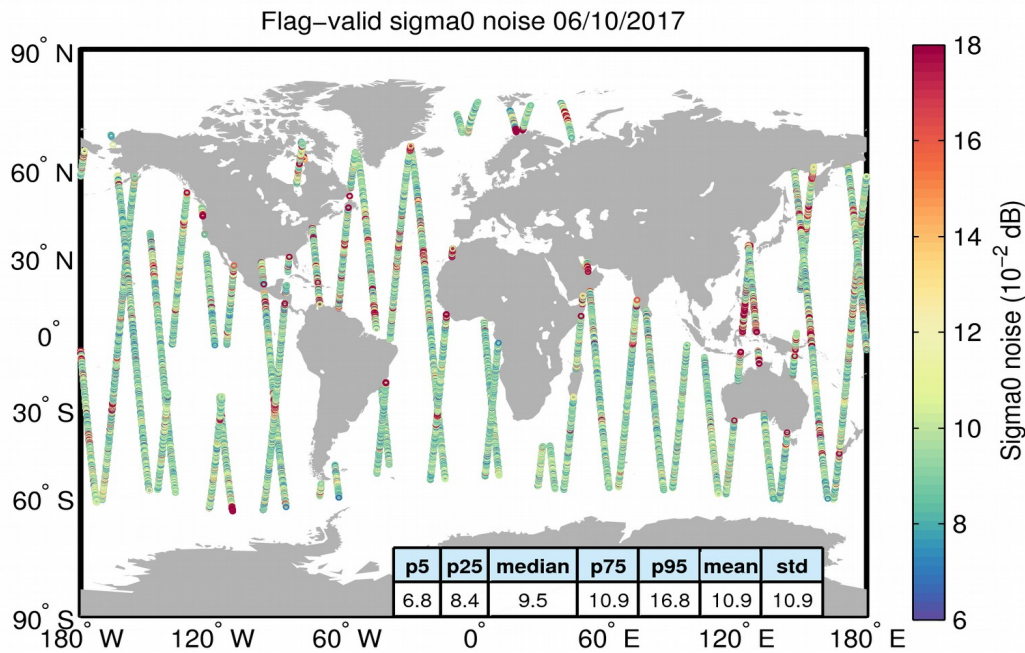 Flag−valid sigma0 noise 06/10/2017
90° N
60° N
30° N
0°
30° S
60° S
90° S
180° W
120° W
60° W
0°
60° E
120° E
180° E
p5 p25 median p75 p95 mean std
6.8 8.4 9.5 10.9 16.8 10.9 10.9
18
16
14
12
10
8
6
Sigma0 noise (10⁻² dB)